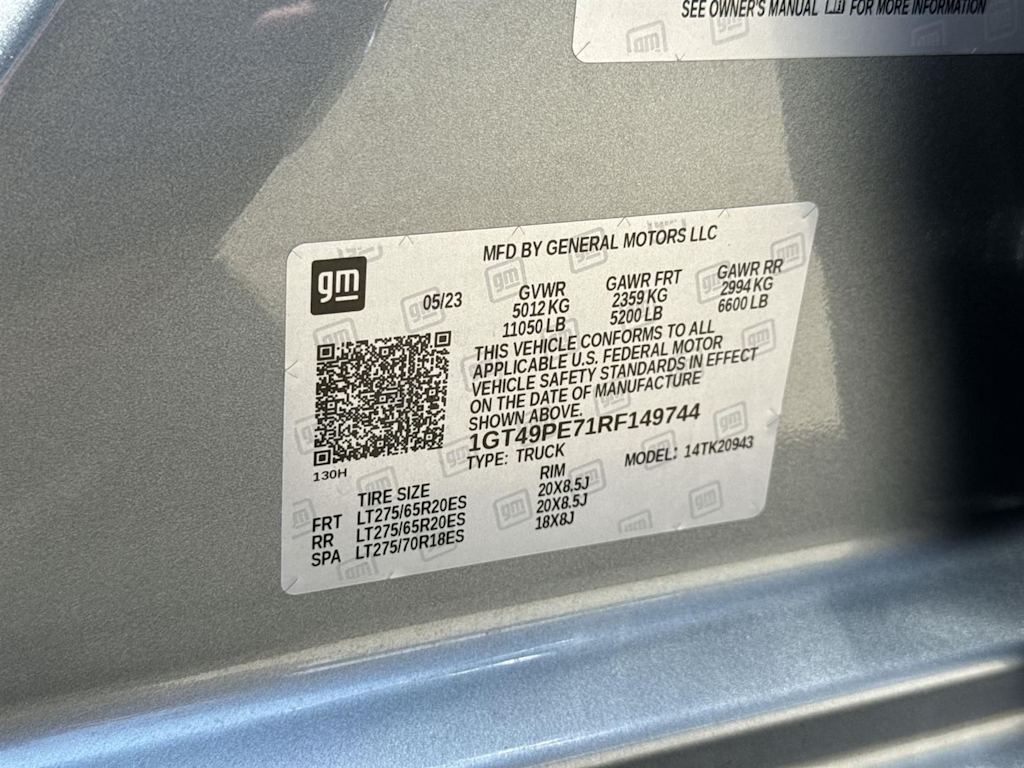 SEE OWNER'S MANUAL FOR MORE INFORMATION
MFD BY GENERAL MOTORS LLC
gm
05/23
GVWR GAWR FRT GAWR RR
5012 KG 2359 KG 2994 KG
11050 LB 5200 LB 6600 LB
THIS VEHICLE CONFORMS TO ALL
APPLICABLE U.S. FEDERAL MOTOR
VEHICLE SAFETY STANDARDS IN EFFECT
ON THE DATE OF MANUFACTURE
SHOWN ABOVE.
1GT49PE71RF149744
TYPE: TRUCK MODEL: 14TK20943
130H
TIRE SIZE RIM
FRT LT275/65R20ES 20X8.5J
RR LT275/65R20ES 20X8.5J
SPA LT275/70R18ES 18X8J